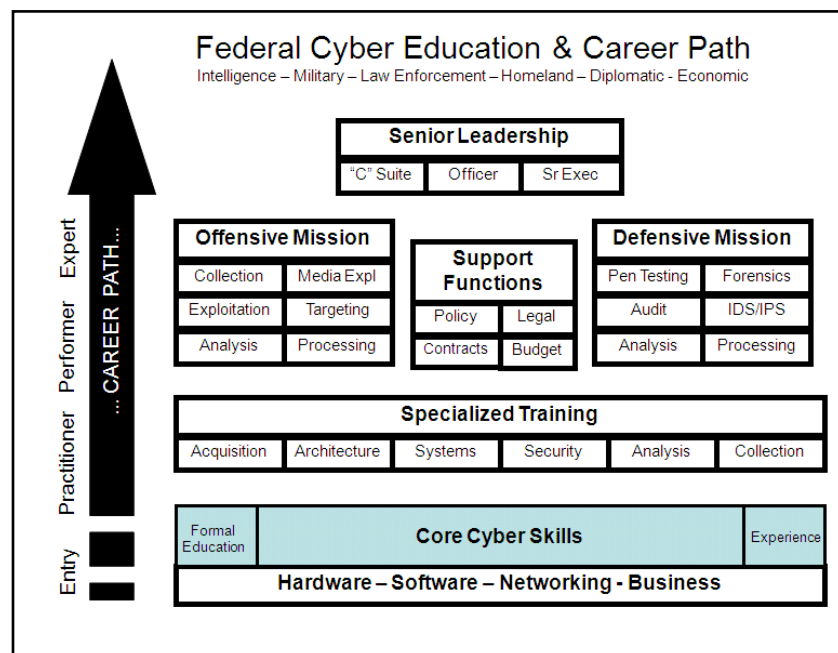 Federal Cyber Education & Career Path
Intelligence – Military – Law Enforcement – Homeland – Diplomatic - Economic
Senior Leadership
"C" Suite
Officer
Sr Exec
Offensive Mission
Collection
Media Expl
Exploitation
Targeting
Analysis
Processing
Support
Functions
Policy
Legal
Contracts
Budget
Defensive Mission
Pen Testing
Forensics
Audit
IDS/IPS
Analysis
Processing
Specialized Training
Acquisition
Architecture
Systems
Security
Analysis
Collection
Formal
Education
Core Cyber Skills
Experience
Hardware – Software – Networking - Business
Entry
Practitioner
Performer
Expert
... CAREER PATH...